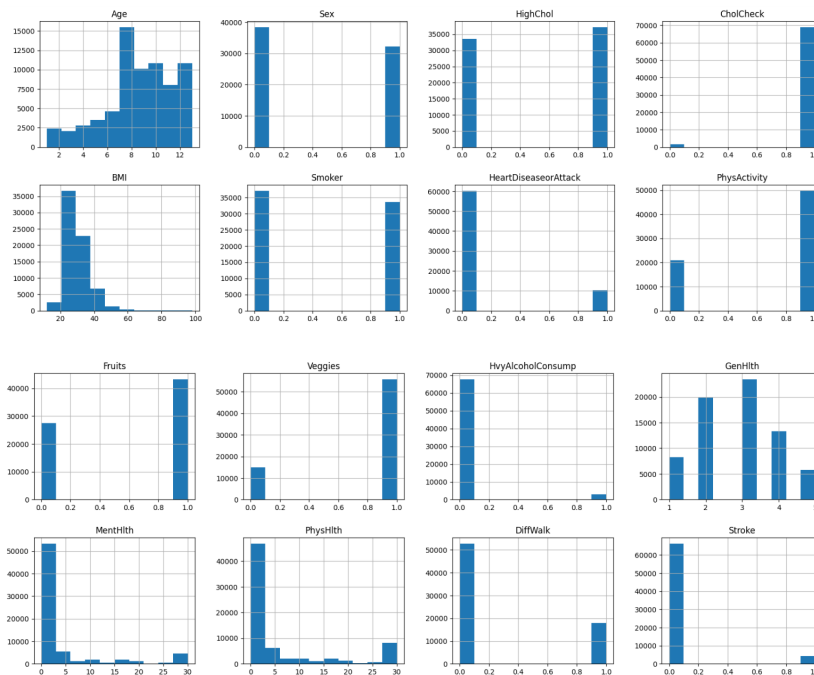 Age Sex HighChol CholCheck
15000 40000 35000 70000
12500 30000 30000 60000
10000 20000 25000 50000
7500 10000 20000 40000
5000 0 15000 30000
2500 10000 20000
0 5000 10000
0 0
2 4 6 8 10 12 0.0 0.2 0.4 0.6 0.8 1.0 0.0 0.2 0.4 0.6 0.8 1.0 0.0 0.2 0.4 0.6 0.8
BMI Smoker HeartDiseaseorAttack PhysActivity
35000 35000 60000 50000
30000 30000 50000 40000
25000 25000 40000 30000
20000 20000 30000 20000
15000 15000 20000 10000
10000 10000 10000 0
5000 5000 0
0 0
20 40 60 80 100 0.0 0.2 0.4 0.6 0.8 1.0 0.0 0.2 0.4 0.6 0.8 1.0 0.0 0.2 0.4 0.6 0.8
Fruits Veggies HvyAlcoholConsump GenHlth
40000 50000 70000 20000
30000 40000 60000 15000
20000 30000 50000 10000
10000 20000 40000 5000
0 10000 30000 0
0 20000
10000
0
0.0 0.2 0.4 0.6 0.8 1.0 0.0 0.2 0.4 0.6 0.8 1.0 0.0 0.2 0.4 0.6 0.8 1.0 1 2 3 4
MentHlth PhysHlth DiffWalk Stroke
50000 40000 50000 60000
40000 30000 40000 50000
30000 20000 30000 40000
20000 10000 20000 30000
10000 0 10000 20000
0 0 10000
0
0 5 10 15 20 25 30 0 5 10 15 20 25 30 0.0 0.2 0.4 0.6 0.8 1.0 0.0 0.2 0.4 0.6 0.8